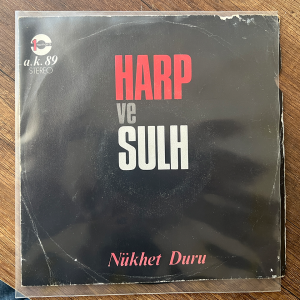 a.k.89
STEREO
HARP
ve
SULH
Nükhet Duru